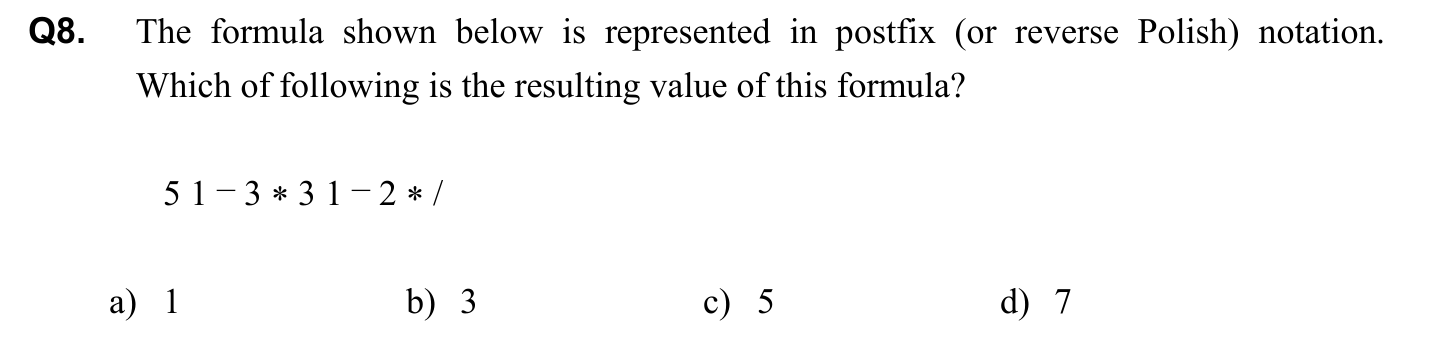 Q8. The formula shown below is represented in postfix (or reverse Polish) notation.
Which of following is the resulting value of this formula?
5 1 − 3 * 3 1 − 2 * /
a) 1 b) 3 c) 5 d) 7